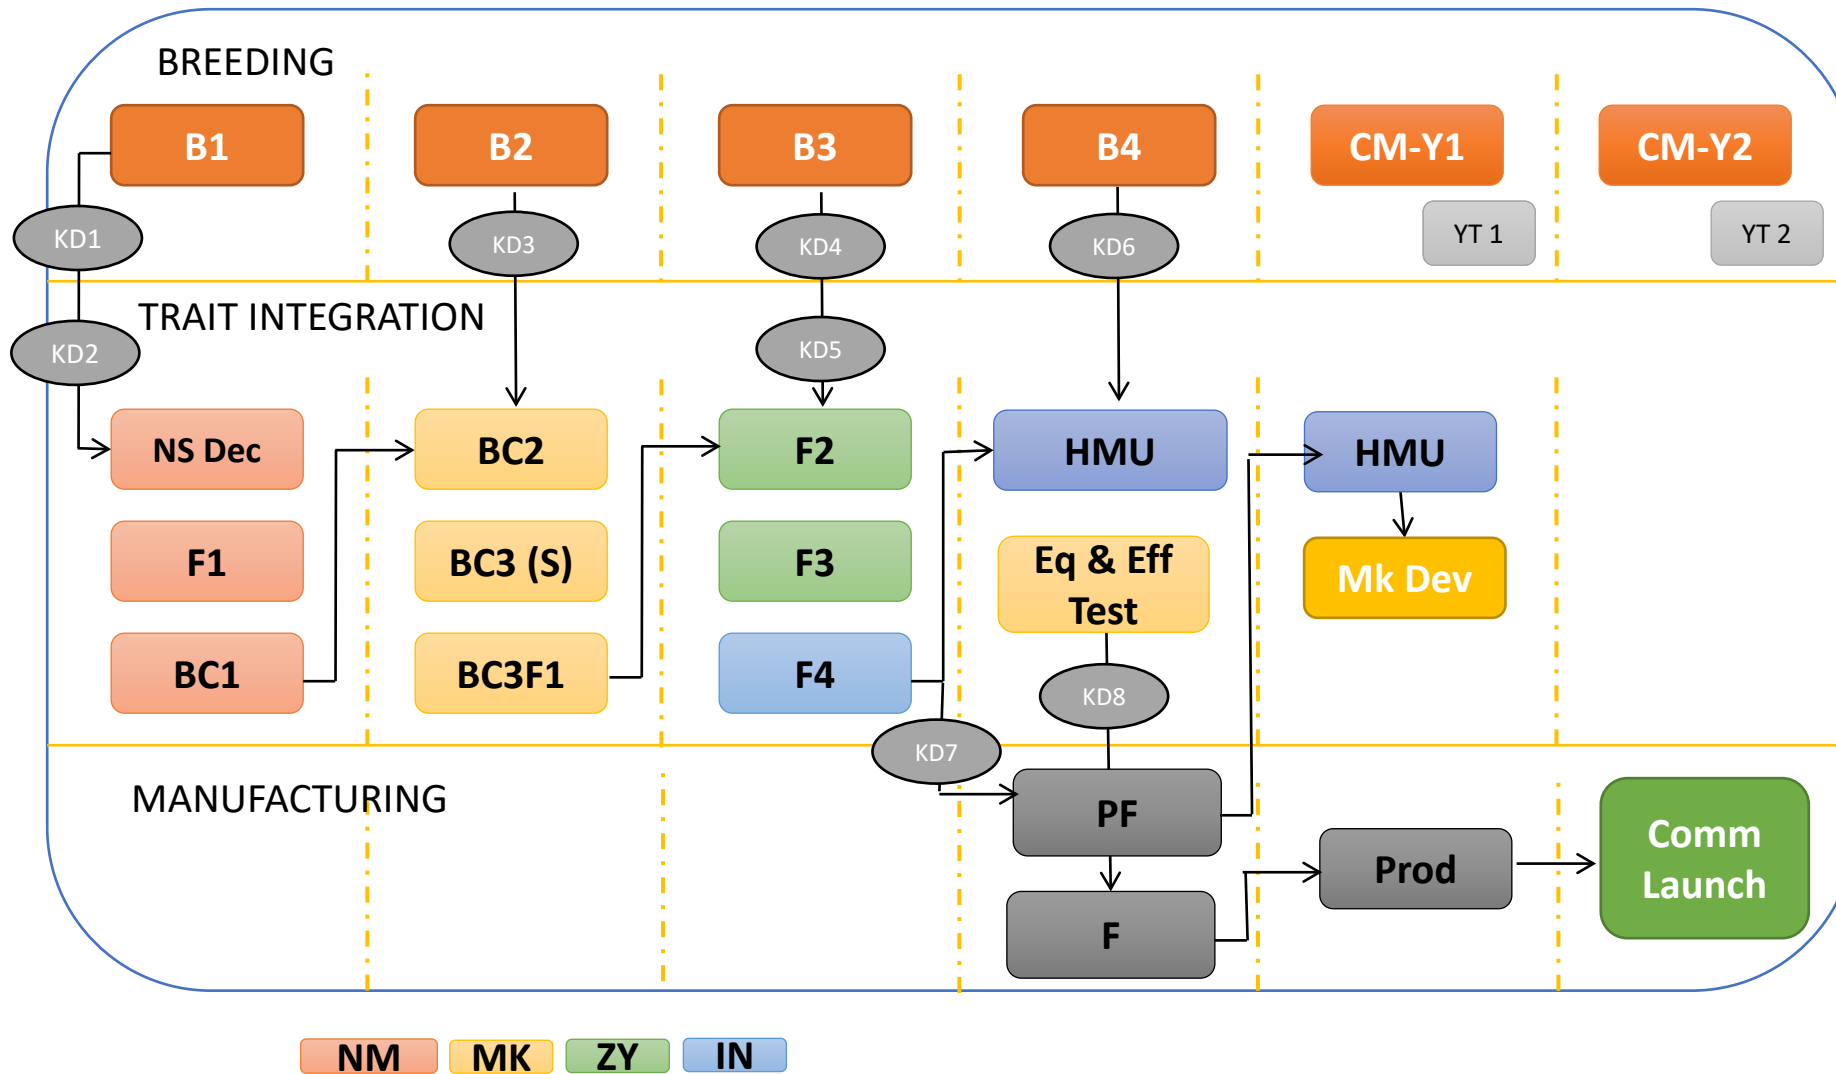 BREEDING
B1
B2
B3
B4
CM-Y1
CM-Y2
KD1
KD3
KD4
KD6
YT 1
YT 2
TRAIT INTEGRATION
KD2
KD5
NS Dec
BC2
F2
HMU
HMU
F1
BC3 (S)
F3
Eq & Eff
Test
Mk Dev
BC1
BC3F1
F4
KD8
KD7
MANUFACTURING
PF
Prod
Comm
Launch
F
NM
MK
ZY
IN